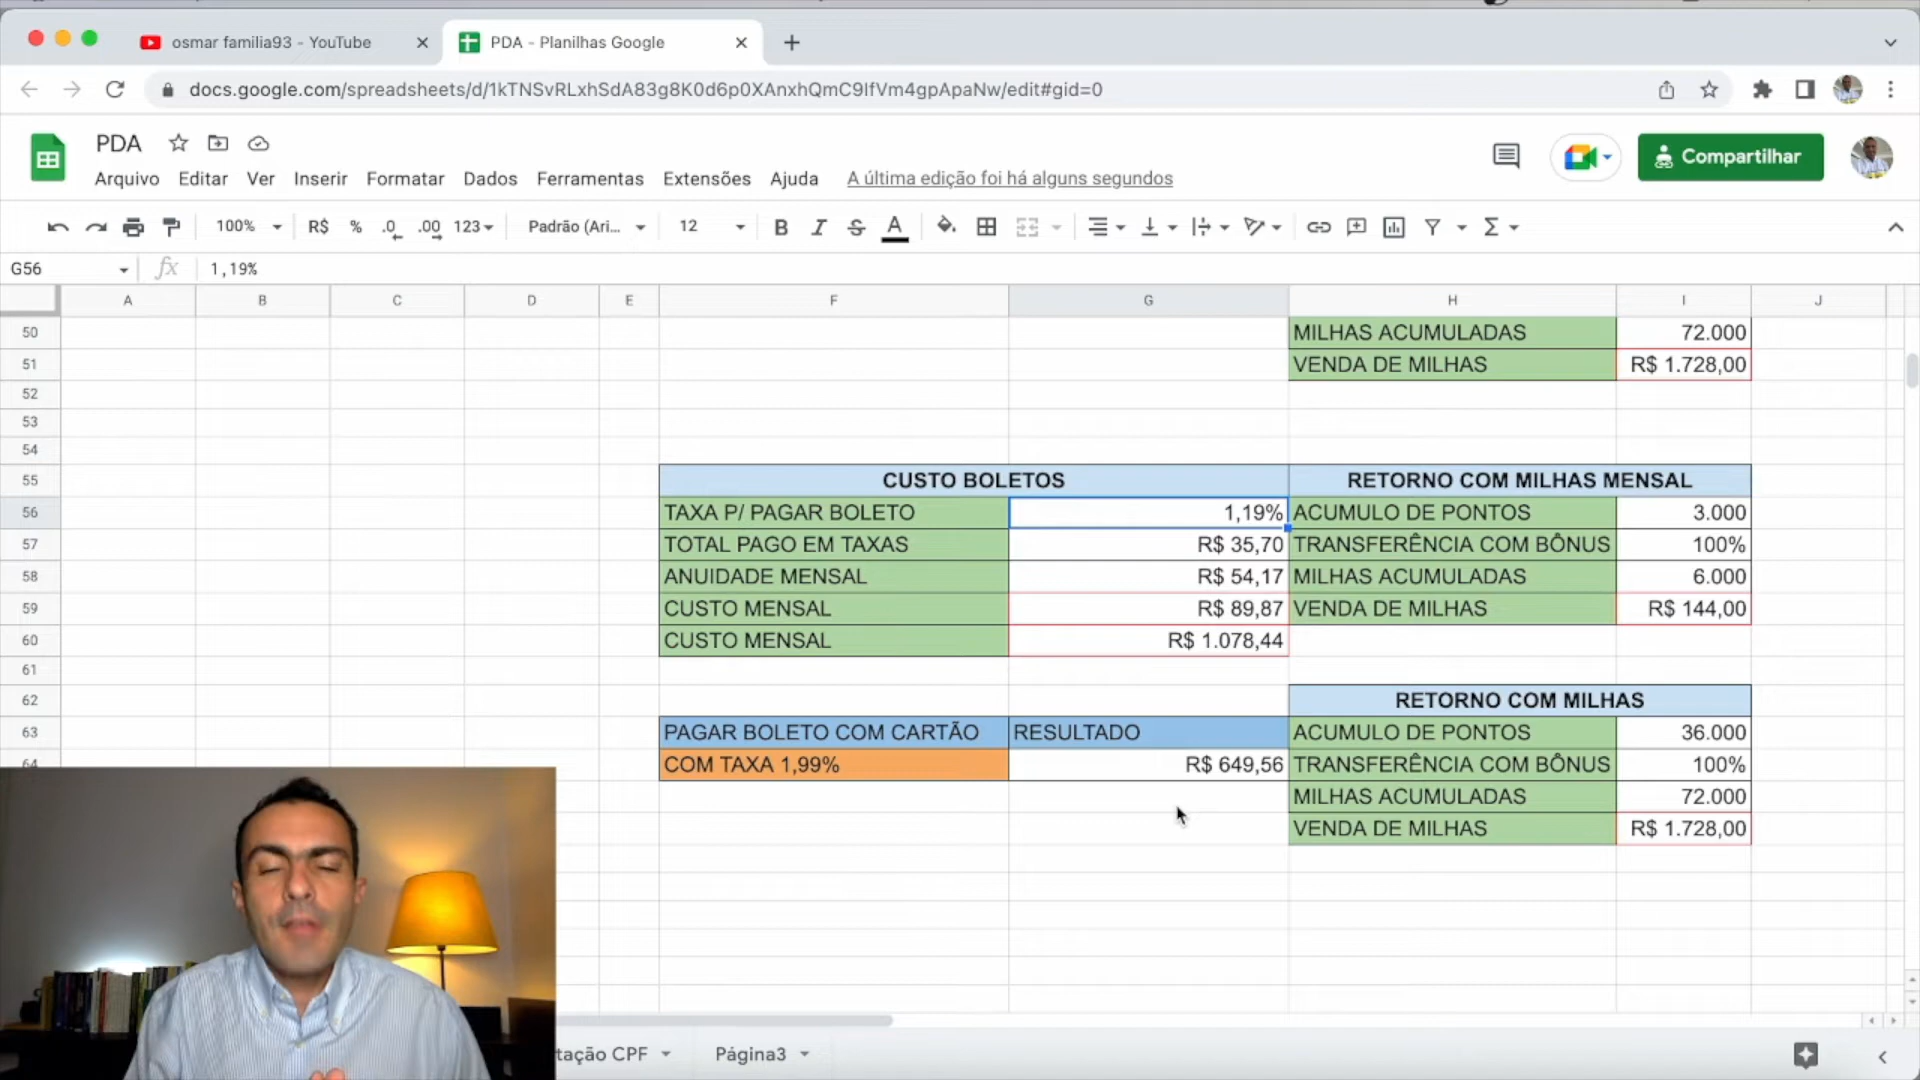 osmar familia93 - YouTube
PDA - Planilhas Google
docs.google.com/spreadsheets/d/1kTNSvRLxhSdA83g8K0d6p0XAnxhQmC9IfVm4gpApaNw/edit#gid=0
PDA
Compartilhar
Arquivo Editar Ver Inserir Formatar Dados Ferramentas Extensões Ajuda A última edição foi há alguns segundos
100% R$ % .0 .00 123 Padrão (Ari... 12 B I S A
G56 fx 1,19%
A B C D E F G H I J
50 MILHAS ACUMULADAS 72.000
51 VENDA DE MILHAS R$ 1.728,00
52
53
54
55 CUSTO BOLETOS RETORNO COM MILHAS MENSAL
56 TAXA P/ PAGAR BOLETO 1,19% ACUMULO DE PONTOS 3.000
57 TOTAL PAGO EM TAXAS R$ 35,70 TRANSFERÊNCIA COM BÔNUS 100%
58 ANUIDADE MENSAL R$ 54,17 MILHAS ACUMULADAS 6.000
59 CUSTO MENSAL R$ 89,87 VENDA DE MILHAS R$ 144,00
60 CUSTO MENSAL R$ 1.078,44
61
62 RETORNO COM MILHAS
63 PAGAR BOLETO COM CARTÃO RESULTADO ACUMULO DE PONTOS 36.000
64 COM TAXA 1,99% R$ 649,56 TRANSFERÊNCIA COM BÔNUS 100%
MILHAS ACUMULADAS 72.000
VENDA DE MILHAS R$ 1.728,00
tação CPF Página3